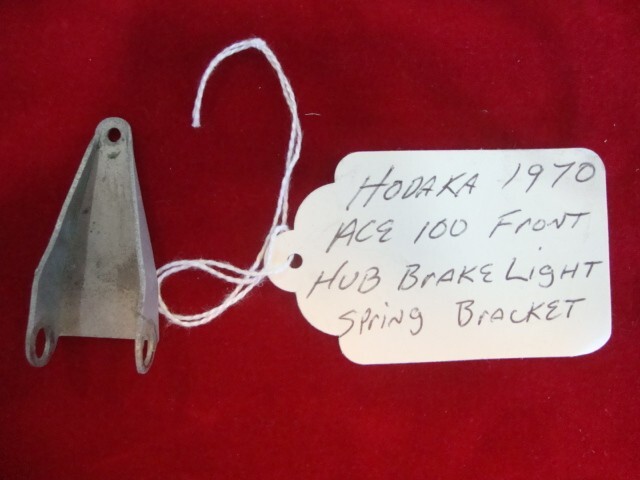 HODAKA 1970
ACE 100 FRONT
HUB BRAKE LIGHT
SPRING BRACKET